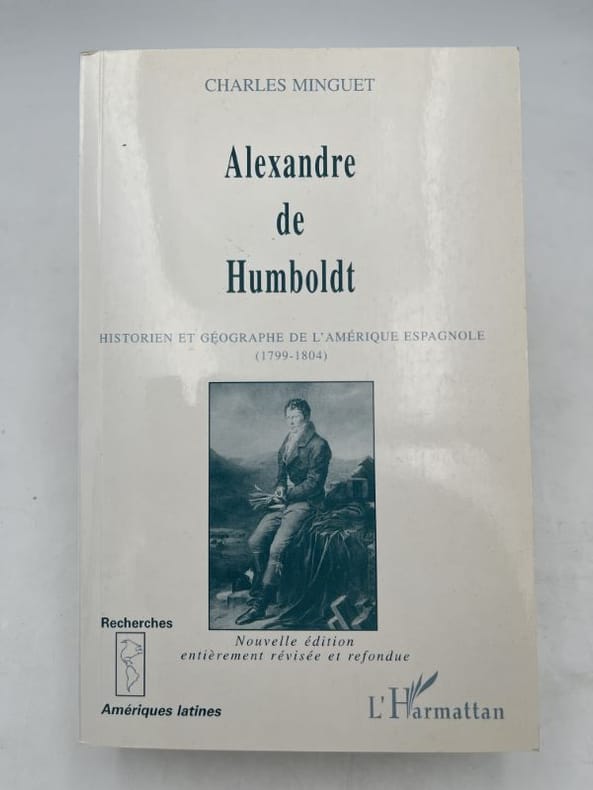 CHARLES MINGUET
Alexandre
de
Humboldt
HISTORIEN ET GÉOGRAPHE DE L'AMÉRIQUE ESPAGNOLE
(1799-1804)
Nouvelle édition
entièrement révisée et refondue
Recherches
Amériques latines
L'Harmattan